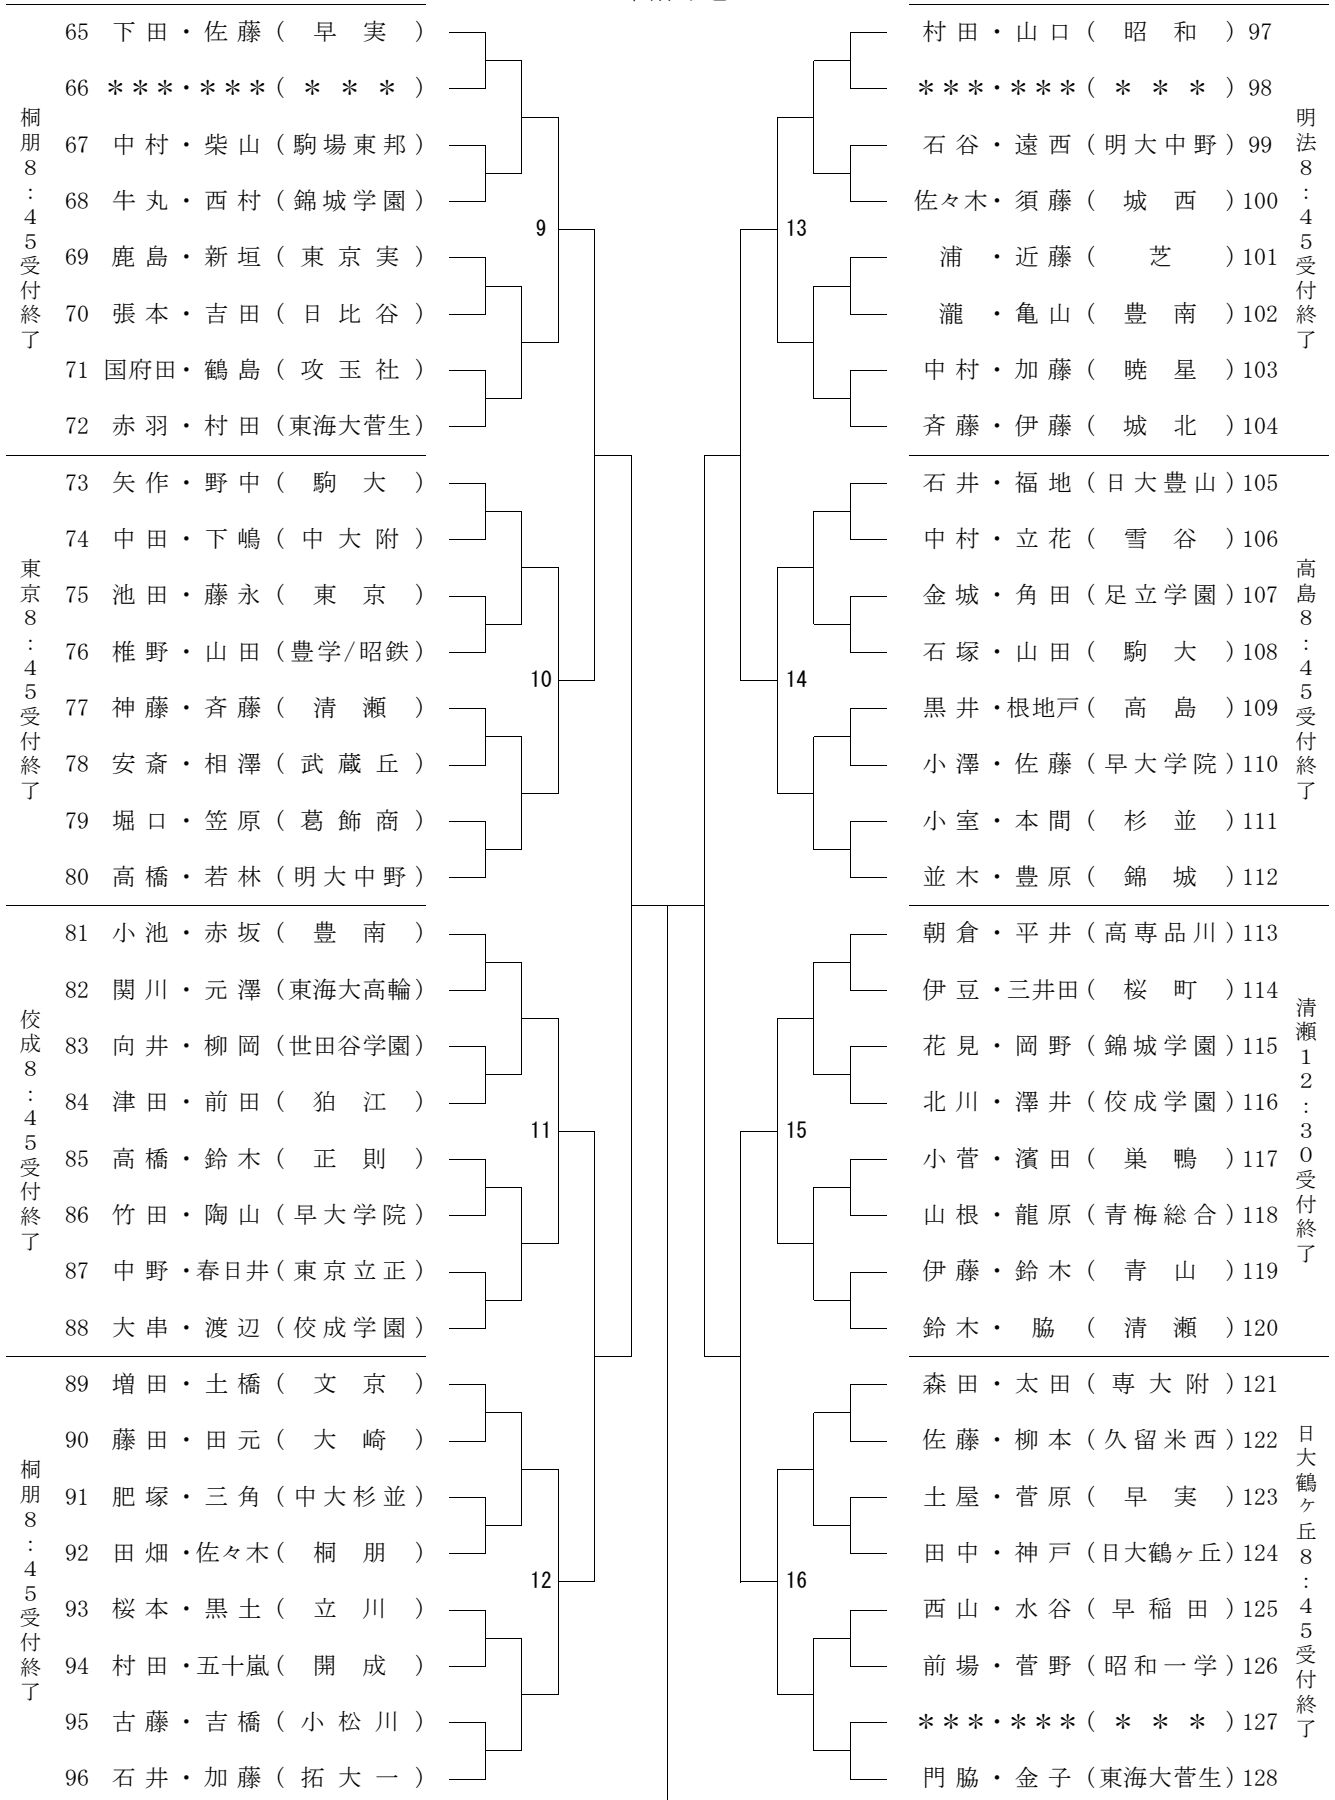 65 下田・佐藤（早実）
66 ＊＊＊・＊＊＊（＊＊＊）
67 中村・柴山（駒場東邦）
68 牛丸・西村（錦城学園）
69 鹿島・新垣（東京実）
70 張本・吉田（日比谷）
71 国府田・鶴島（攻玉社）
72 赤羽・村田（東海大菅生）
桐朋８：４５受付終了
9
73 矢作・野中（駒大）
74 中田・下嶋（中大附）
75 池田・藤永（東京）
76 椎野・山田（豊学/昭鉄）
77 神藤・斉藤（清瀬）
78 安斎・相澤（武蔵丘）
79 堀口・笠原（葛飾商）
80 高橋・若林（明大中野）
東京８：４５受付終了
10
81 小池・赤坂（豊南）
82 関川・元澤（東海大高輪）
83 向井・柳岡（世田谷学園）
84 津田・前田（狛江）
85 高橋・鈴木（正則）
86 竹田・陶山（早大学院）
87 中野・春日井（東京立正）
88 大串・渡辺（佼成学園）
佼成８：４５受付終了
11
89 増田・土橋（文京）
90 藤田・田元（大崎）
91 肥塚・三角（中大杉並）
92 田畑・佐々木（桐朋）
93 桜本・黒土（立川）
94 村田・五十嵐（開成）
95 古藤・吉橋（小松川）
96 石井・加藤（拓大一）
桐朋８：４５受付終了
12
村田・山口（昭和）97
＊＊＊・＊＊＊（＊＊＊）98
石谷・遠西（明大中野）99
佐々木・須藤（城西）100
浦・近藤（芝）101
瀧・亀山（豊南）102
中村・加藤（暁星）103
斉藤・伊藤（城北）104
明法８：４５受付終了
13
石井・福地（日大豊山）105
中村・立花（雪谷）106
金城・角田（足立学園）107
石塚・山田（駒大）108
黒井・根地戸（高島）109
小澤・佐藤（早大学院）110
小室・本間（杉並）111
並木・豊原（錦城）112
高島８：４５受付終了
14
朝倉・平井（高専品川）113
伊豆・三井田（桜町）114
花見・岡野（錦城学園）115
北川・澤井（佼成学園）116
小菅・濱田（巣鴨）117
山根・龍原（青梅総合）118
伊藤・鈴木（青山）119
鈴木・脇（清瀬）120
清瀬１２：３０受付終了
15
森田・太田（専大附）121
佐藤・柳本（久留米西）122
土屋・菅原（早実）123
田中・神戸（日大鶴ヶ丘）124
西山・水谷（早稲田）125
前場・菅野（昭和一学）126
＊＊＊・＊＊＊（＊＊＊）127
門脇・金子（東海大菅生）128
日大鶴ヶ丘８：４５受付終了
16